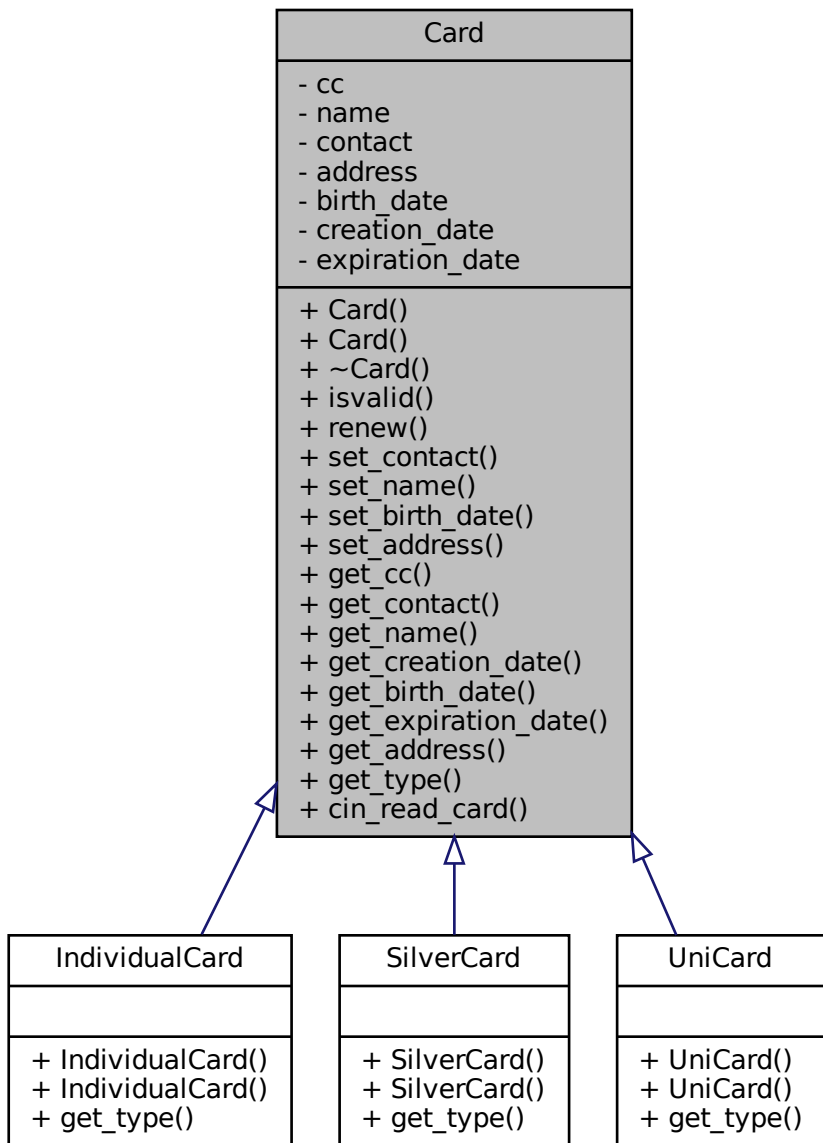 Card
- cc
- name
- contact
- address
- birth_date
- creation_date
- expiration_date
+ Card()
+ Card()
+ ~Card()
+ isvalid()
+ renew()
+ set_contact()
+ set_name()
+ set_birth_date()
+ set_address()
+ get_cc()
+ get_contact()
+ get_name()
+ get_creation_date()
+ get_birth_date()
+ get_expiration_date()
+ get_address()
+ get_type()
+ cin_read_card()
IndividualCard
+ IndividualCard()
+ IndividualCard()
+ get_type()
SilverCard
+ SilverCard()
+ SilverCard()
+ get_type()
UniCard
+ UniCard()
+ UniCard()
+ get_type()